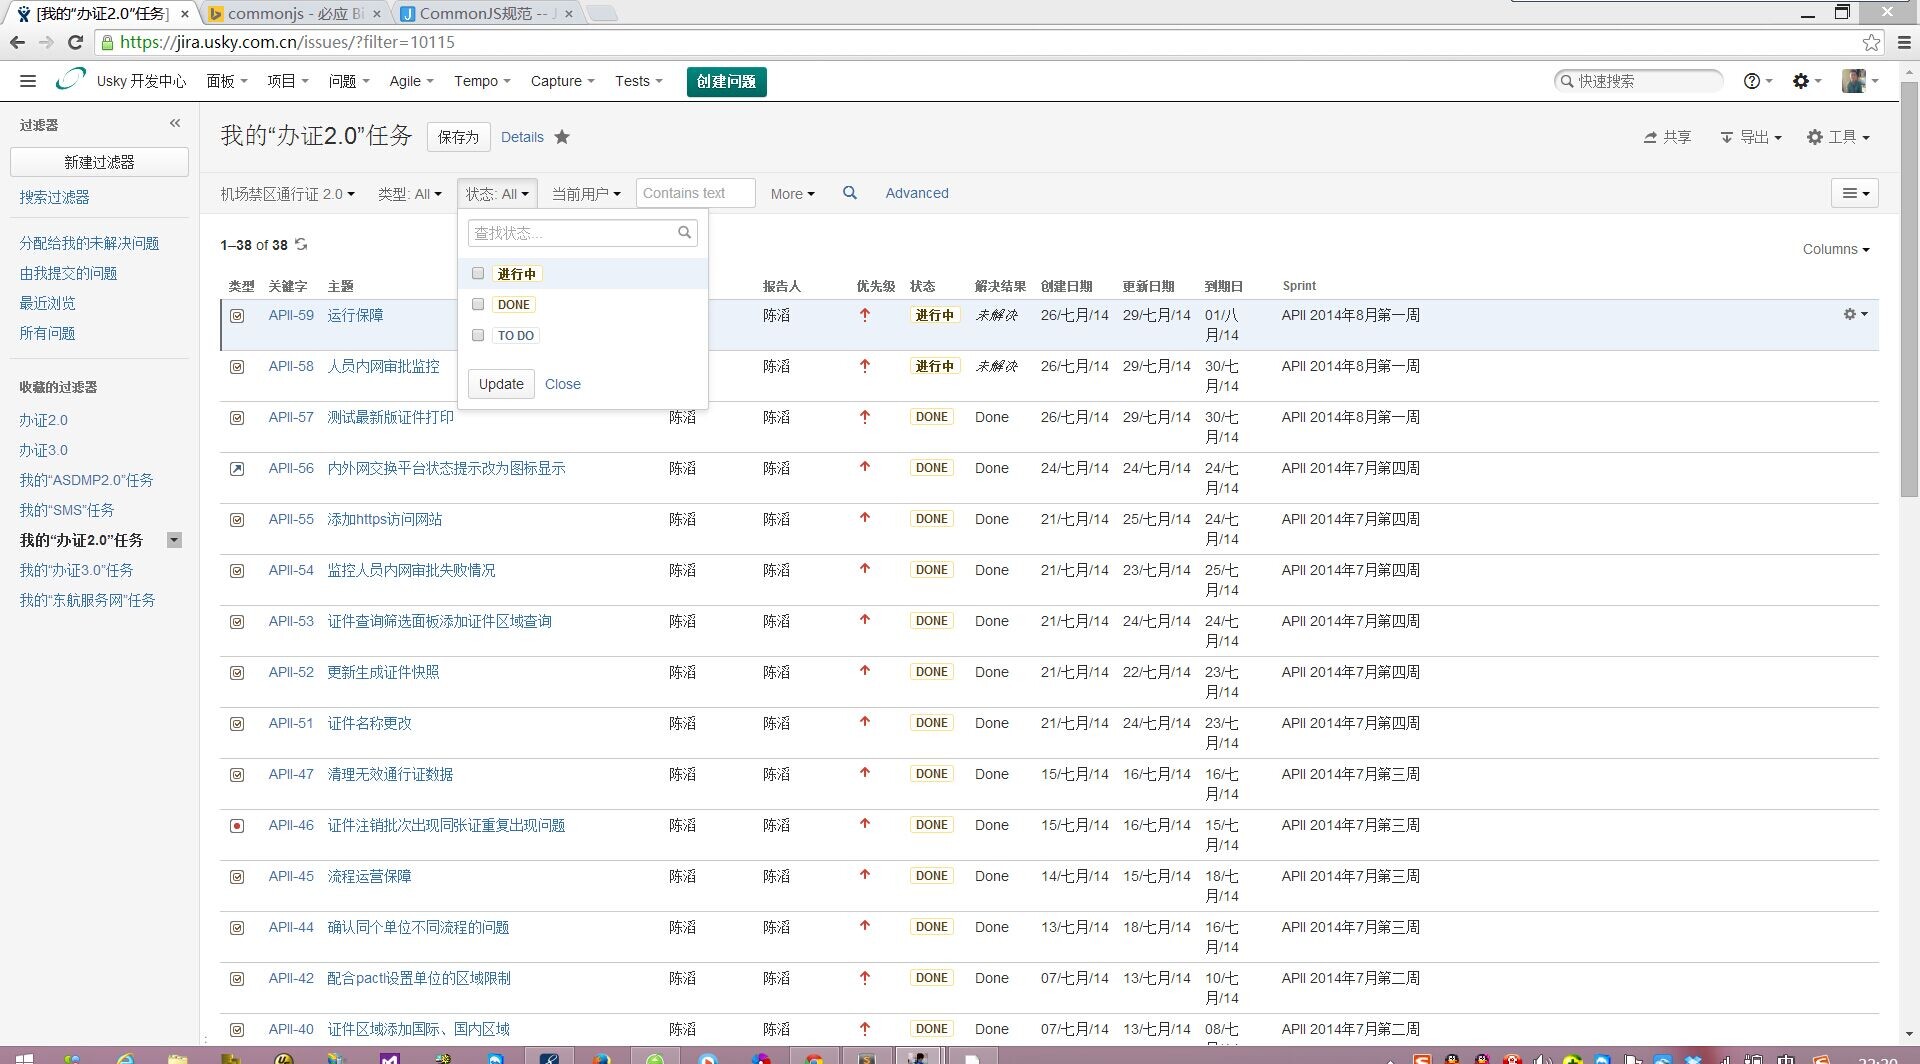 [我的“办证2.0”任务]
commonjs - 必应 Bi
CommonJS规范 -- J
https://jira.usky.com.cn/issues/?filter=10115
Usky 开发中心 面板 项目 问题 Agile Tempo Capture Tests 创建问题 快速搜索
过滤器
新建过滤器
搜索过滤器
分配给我的未解决问题
由我提交的问题
最近浏览
所有问题
收藏的过滤器
办证2.0
办证3.0
我的“ASDMP2.0”任务
我的“SMS”任务
我的“办证2.0”任务
我的“办证3.0”任务
我的“东航服务网”任务
我的“办证2.0”任务 保存为 Details 共享 导出 工具
机场禁区通行证 2.0 类型: All 状态: All 当前用户 Contains text More Advanced
查找状态...
进行中
DONE
TO DO
Update Close
1–38 of 38 Columns
类型 关键字 主题 报告人 优先级 状态 解决结果 创建日期 更新日期 到期日 Sprint
APII-59 运行保障 陈滔 进行中 未解决 26/七月/14 29/七月/14 01/八月/14 APII 2014年8月第一周
APII-58 人员内网审批监控 陈滔 进行中 未解决 26/七月/14 29/七月/14 30/七月/14 APII 2014年8月第一周
APII-57 测试最新版证件打印 陈滔 陈滔 DONE Done 26/七月/14 29/七月/14 30/七月/14 APII 2014年8月第一周
APII-56 内外网交换平台状态提示改为图标显示 陈滔 陈滔 DONE Done 24/七月/14 24/七月/14 24/七月/14 APII 2014年7月第四周
APII-55 添加https访问网站 陈滔 陈滔 DONE Done 21/七月/14 25/七月/14 24/七月/14 APII 2014年7月第四周
APII-54 监控人员内网审批失败情况 陈滔 陈滔 DONE Done 21/七月/14 23/七月/14 25/七月/14 APII 2014年7月第四周
APII-53 证件查询筛选面板添加证件区域查询 陈滔 陈滔 DONE Done 21/七月/14 24/七月/14 24/七月/14 APII 2014年7月第四周
APII-52 更新生成证件快照 陈滔 陈滔 DONE Done 21/七月/14 22/七月/14 23/七月/14 APII 2014年7月第四周
APII-51 证件名称更改 陈滔 陈滔 DONE Done 21/七月/14 24/七月/14 23/七月/14 APII 2014年7月第四周
APII-47 清理无效通行证数据 陈滔 陈滔 DONE Done 15/七月/14 16/七月/14 16/七月/14 APII 2014年7月第三周
APII-46 证件注销批次出现同张证重复出现问题 陈滔 陈滔 DONE Done 15/七月/14 16/七月/14 15/七月/14 APII 2014年7月第三周
APII-45 流程运营保障 陈滔 陈滔 DONE Done 14/七月/14 15/七月/14 18/七月/14 APII 2014年7月第三周
APII-44 确认同个单位不同流程的问题 陈滔 陈滔 DONE Done 13/七月/14 18/七月/14 16/七月/14 APII 2014年7月第三周
APII-42 配合pactl设置单位的区域限制 陈滔 陈滔 DONE Done 07/七月/14 13/七月/14 10/七月/14 APII 2014年7月第二周
APII-40 证件区域添加国际、国内区域 陈滔 陈滔 DONE Done 07/七月/14 13/七月/14 08/七 APII 2014年7月第二周